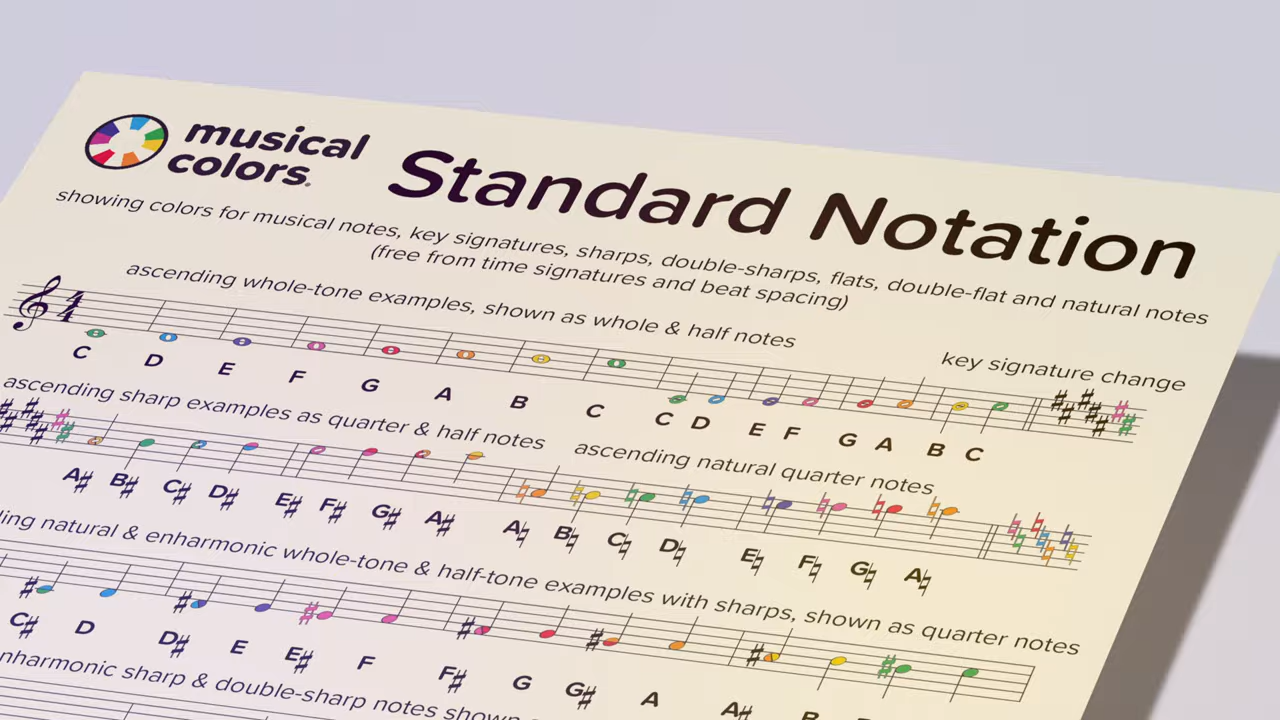 musical
colors.
Standard Notation
showing colors for musical notes, key signatures, sharps, double-sharps, flats, double-flat and natural notes
(free from time signatures and beat spacing)
ascending whole-tone examples, shown as whole & half notes
key signature change
4
4
C D E F G A B C C D E F G A B C
ascending sharp examples as quarter & half notes
ascending natural quarter notes
A♯ B♯ C♯ D♯ E♯ F♯ G♯ A♯ A♮ B♮ C♮ D♮ E♮ F♮ G♮ A♮
natural & enharmonic whole-tone & half-tone examples with sharps, shown as quarter notes
C♯ D D♯ E E♯ F F♯ G G♯ A A♯ B
enharmonic sharp & double-sharp notes shown